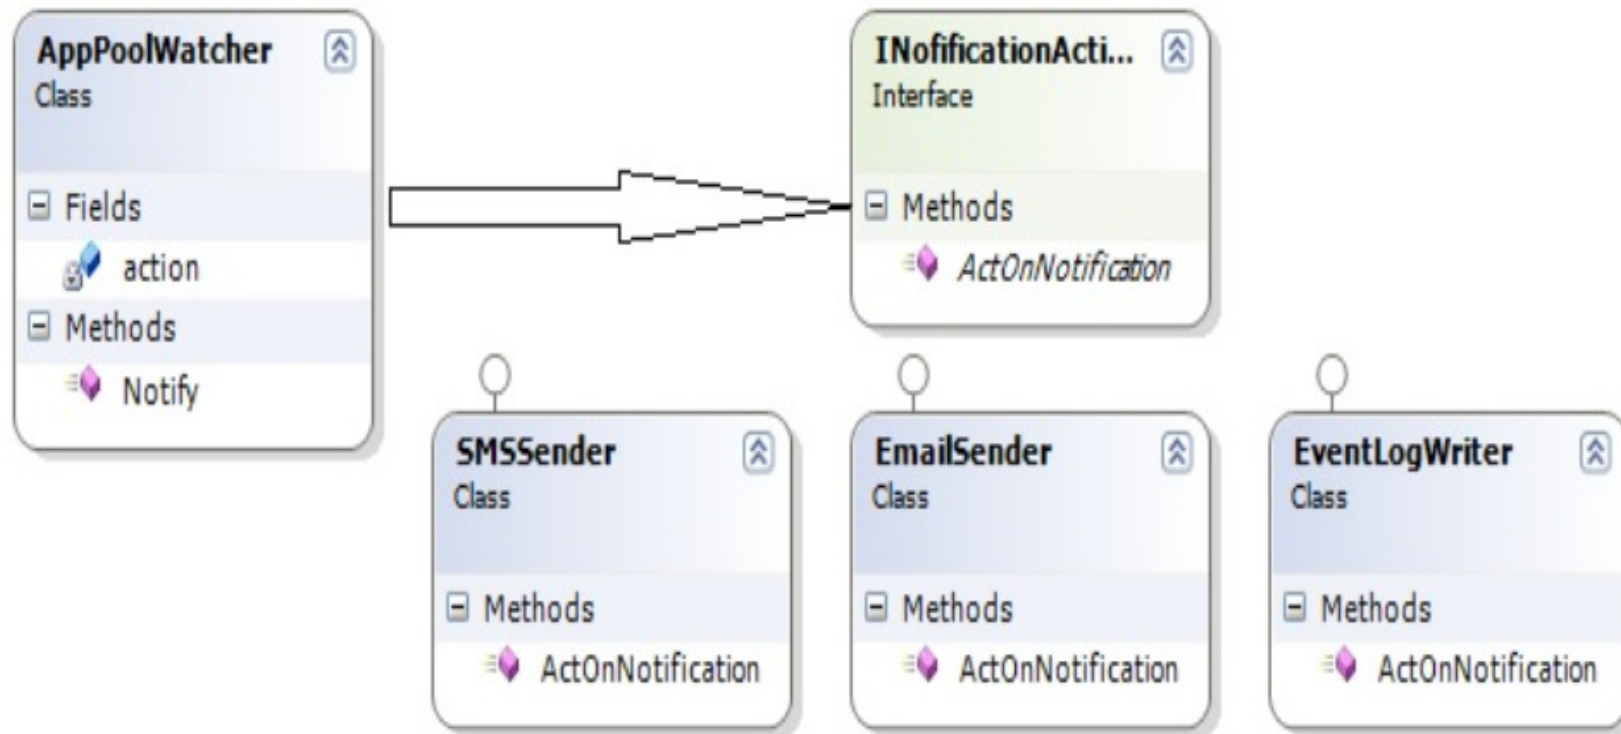 AppPoolWatcher
Class
Fields
action
Methods
Notify
INofificationActi...
Interface
Methods
ActOnNotification
SMSSender
Class
Methods
ActOnNotification
EmailSender
Class
Methods
ActOnNotification
EventLogWriter
Class
Methods
ActOnNotification